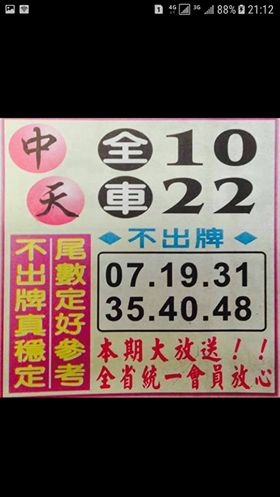 1 4G 3G 88% 21:12
中 全 10
天 車 22
不出牌
07.19.31
35.40.48
尾數定好參考
不出牌真穩定
本期大放送！！
全省統一會員放心